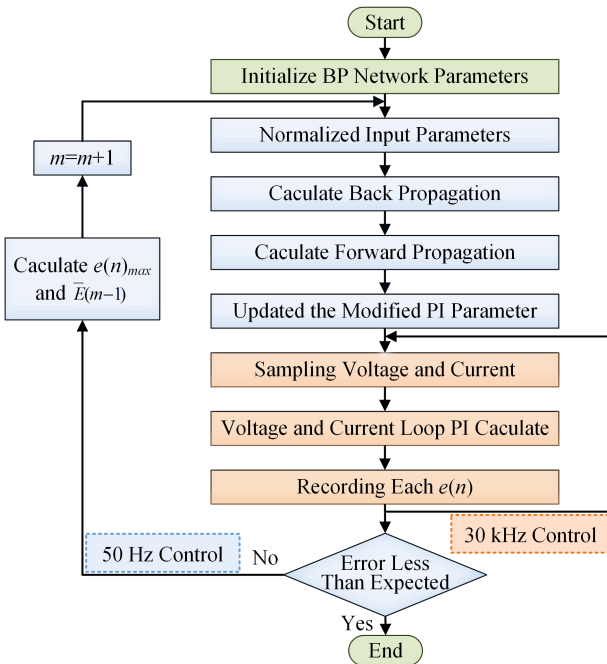 Start
Initialize BP Network Parameters
Normalized Input Parameters
m=m+1
Caculate Back Propagation
Caculate Forward Propagation
Caculate e(n)max
and E̅(m−1)
Updated the Modified PI Parameter
Sampling Voltage and Current
Voltage and Current Loop PI Caculate
Recording Each e(n)
30 kHz Control
50 Hz Control
No
Error Less
Than Expected
Yes
End